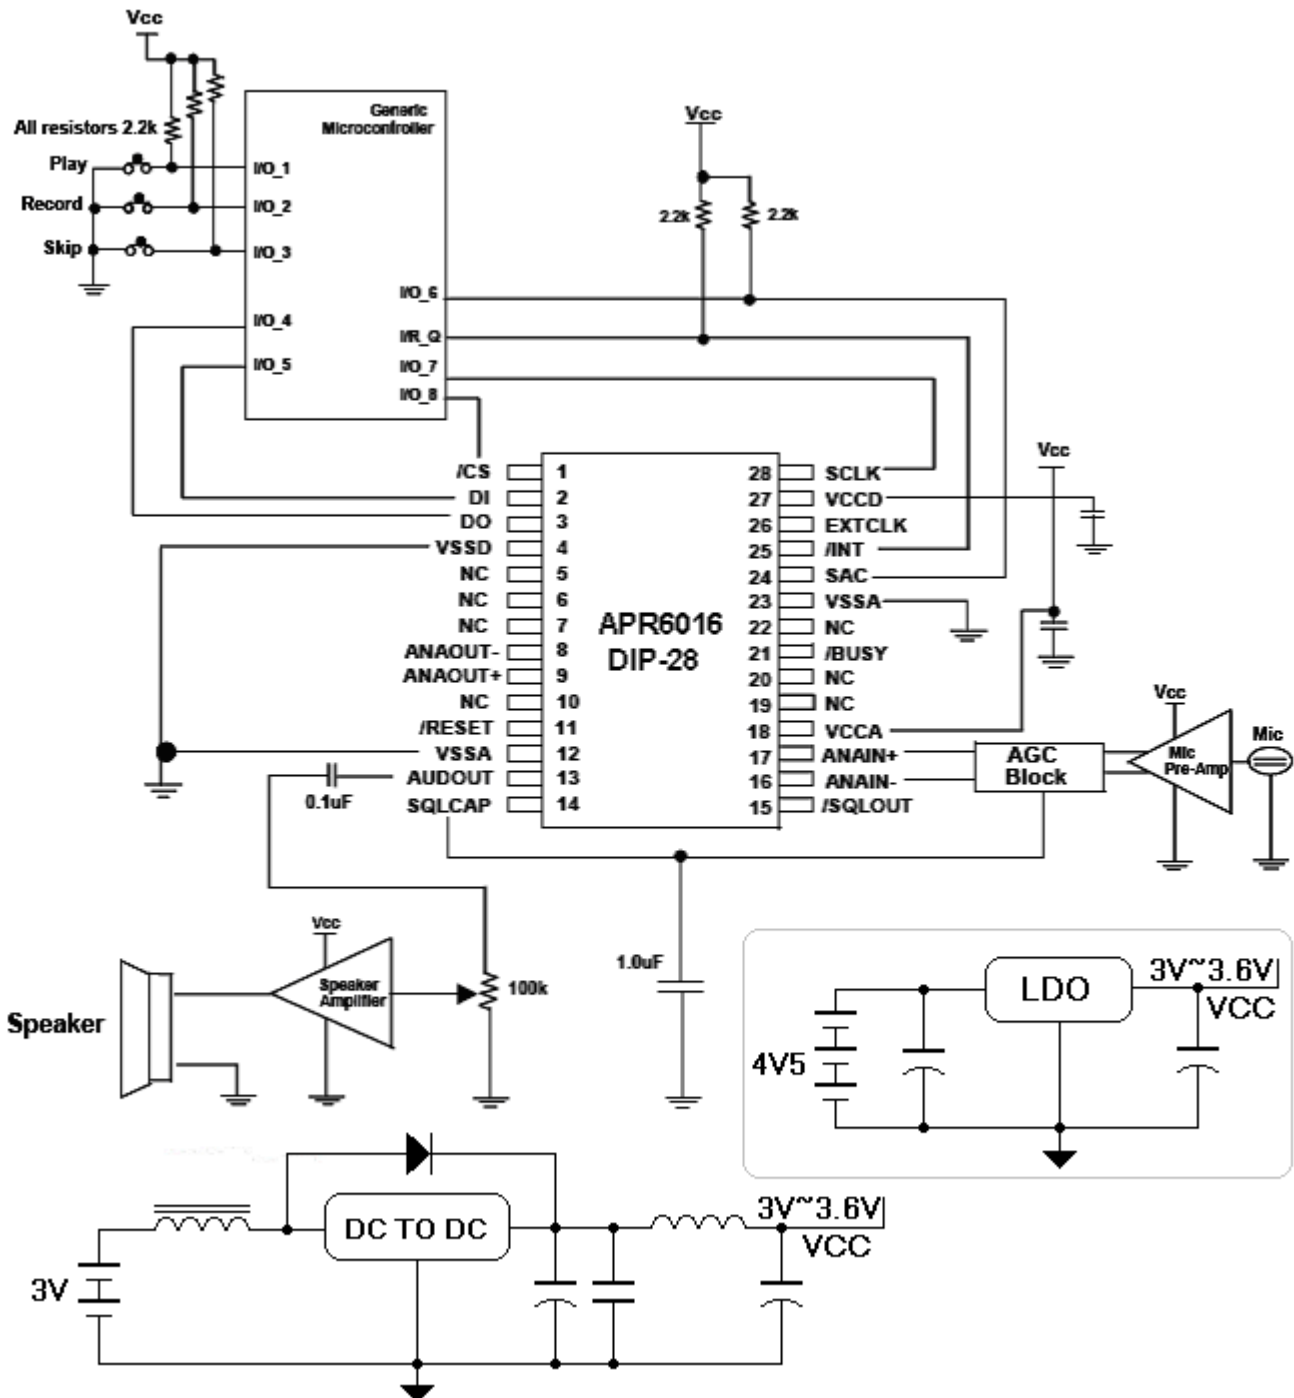 Vcc
Generic
Microcontroller
All resistors 2.2k
Play
I/O_1
Record
I/O_2
Skip
I/O_3
I/O_4
I/O_5
I/O_6
I/R_Q
I/O_7
I/O_8
Vcc
2.2k
2.2k
/CS
1
DI
2
DO
3
VSSD
4
NC
5
NC
6
NC
7
ANAOUT-
8
ANAOUT+
9
NC
10
/RESET
11
VSSA
12
AUDOUT
13
SQLCAP
14
APR6016
DIP-28
28
SCLK
27
VCCD
26
EXTCLK
25
/INT
24
SAC
23
VSSA
22
NC
21
/BUSY
20
NC
19
NC
18
VCCA
17
ANAIN+
16
ANAIN-
15
/SQLOUT
Vcc
AGC
Block
Vcc
Mic
Pre-Amp
Mic
0.1uF
1.0uF
Vcc
Speaker
Amplifier
100k
Speaker
4V5
LDO
3V~3.6V
VCC
3V
DC TO DC
3V~3.6V
VCC